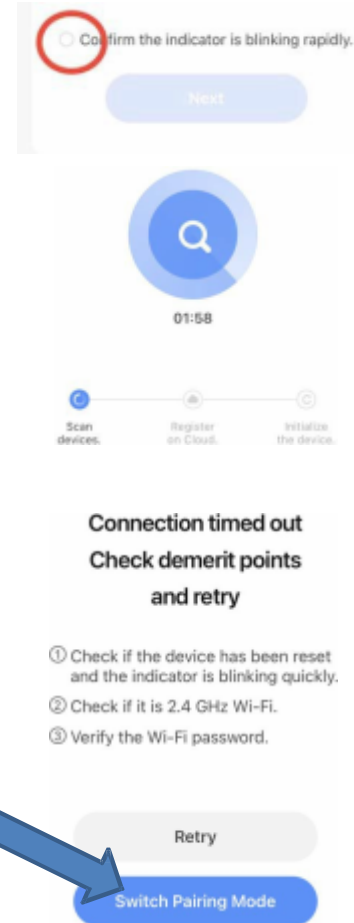 Confirm the indicator is blinking rapidly.
Next
01:58
Scan
devices.
Register
on Cloud.
Initialize
the device.
Connection timed out
Check demerit points
and retry
① Check if the device has been reset
and the indicator is blinking quickly.
② Check if it is 2.4 GHz Wi-Fi.
③ Verify the Wi-Fi password.
Retry
Switch Pairing Mode